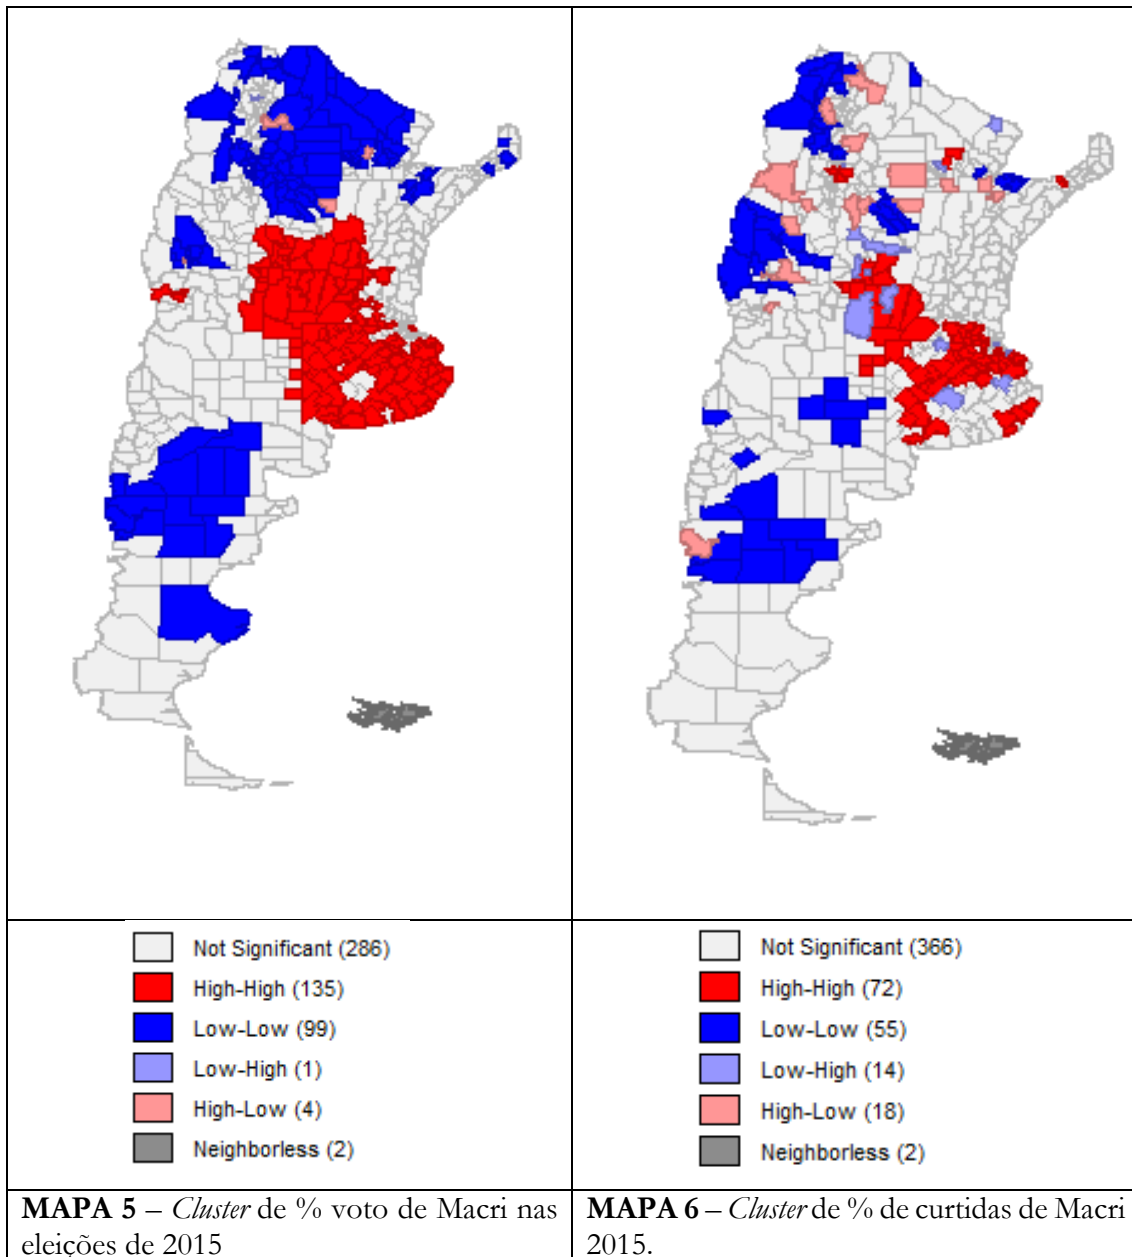 Not Significant (286)
High-High (135)
Low-Low (99)
Low-High (1)
High-Low (4)
Neighborless (2)
Not Significant (366)
High-High (72)
Low-Low (55)
Low-High (14)
High-Low (18)
Neighborless (2)
MAPA 5 – Cluster de % voto de Macri nas
eleições de 2015
MAPA 6 – Cluster de % de curtidas de Macri
2015.